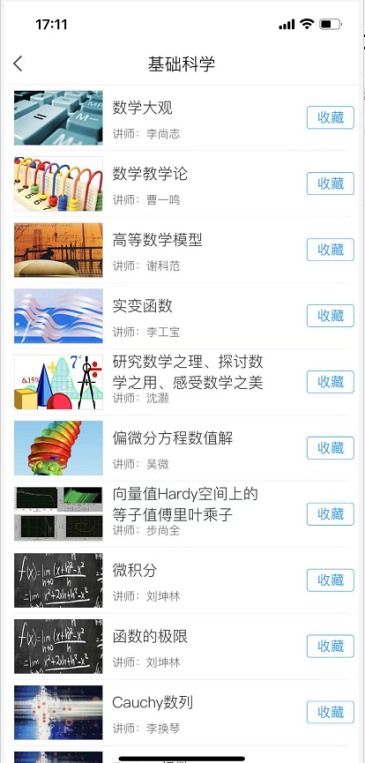 17:11
基础科学
数学大观
讲师：李尚志
收藏
数学教学论
讲师：曹一鸣
收藏
高等数学模型
讲师：谢科范
收藏
实变函数
讲师：李工宝
收藏
研究数学之理、探讨数
学之用、感受数学之美
讲师：沈灏
收藏
偏微分方程数值解
讲师：吴微
收藏
向量值Hardy空间上的
等子值傅里叶乘子
讲师：步尚全
收藏
微积分
讲师：刘坤林
收藏
函数的极限
讲师：刘坤林
收藏
Cauchy数列
讲师：李换琴
收藏